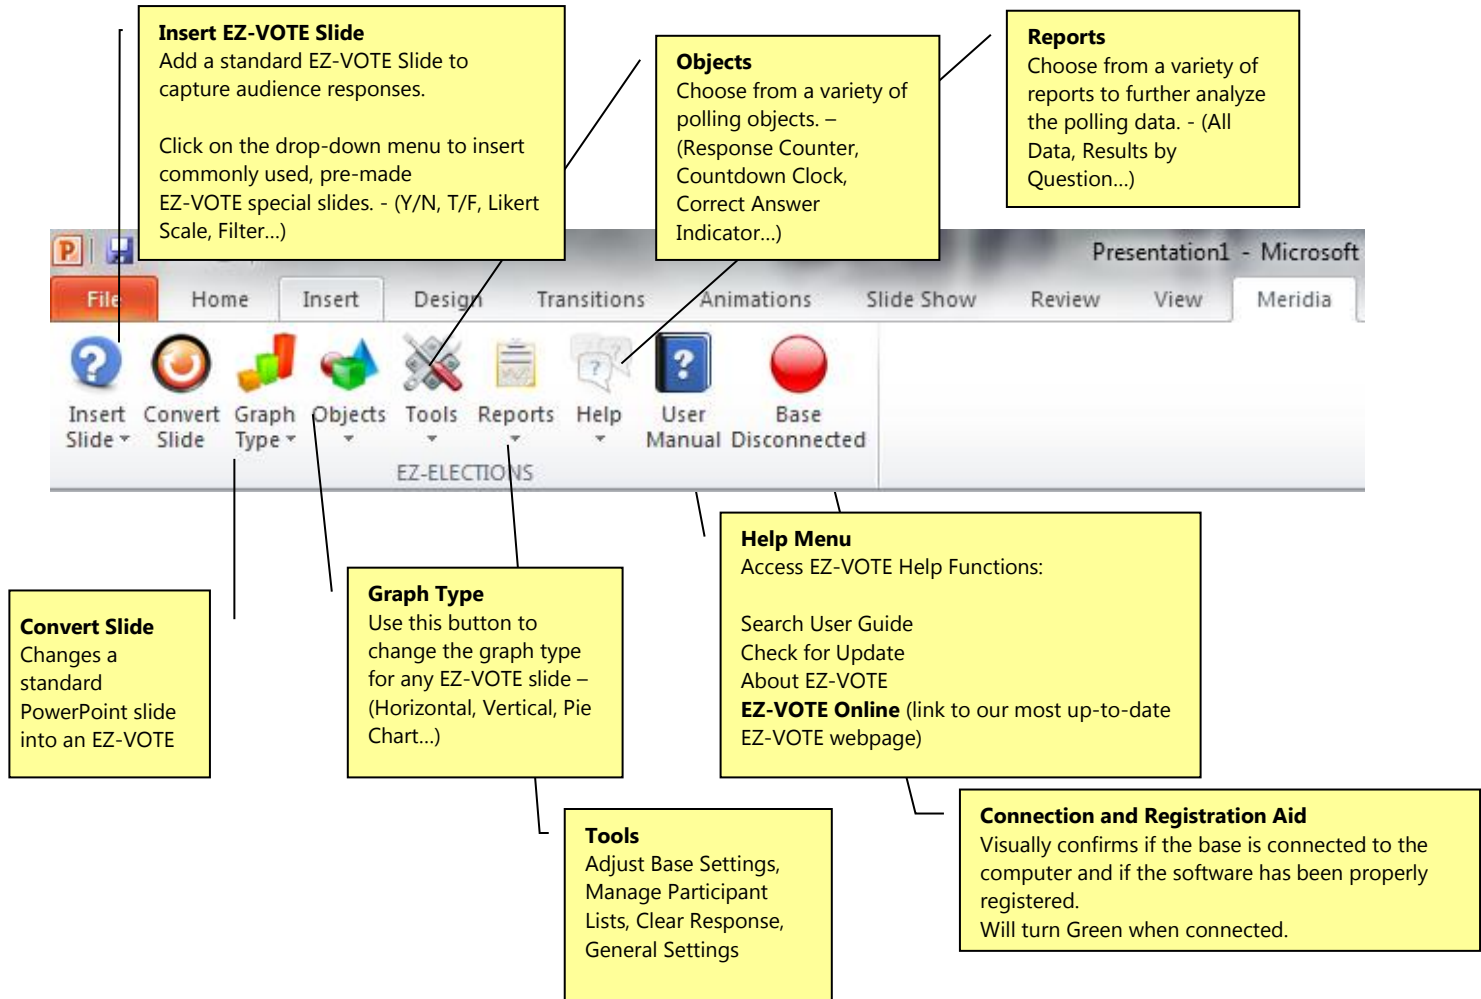 Insert EZ-VOTE Slide
Add a standard EZ-VOTE Slide to
capture audience responses.
Click on the drop-down menu to insert
commonly used, pre-made
EZ-VOTE special slides. - (Y/N, T/F, Likert
Scale, Filter...)
Objects
Choose from a variety of
polling objects. –
(Response Counter,
Countdown Clock,
Correct Answer
Indicator...)
Reports
Choose from a variety of
reports to further analyze
the polling data. - (All
Data, Results by
Question...)
P
Presentation1 - Microsoft
File Home Insert Design Transitions Animations Slide Show Review View Meridia
Insert Slide
Convert Slide
Graph Type
Objects
Tools
Reports
Help
User Manual
Base Disconnected
EZ-ELECTIONS
Convert Slide
Changes a
standard
PowerPoint slide
into an EZ-VOTE
Graph Type
Use this button to
change the graph type
for any EZ-VOTE slide –
(Horizontal, Vertical, Pie
Chart...)
Help Menu
Access EZ-VOTE Help Functions:
Search User Guide
Check for Update
About EZ-VOTE
EZ-VOTE Online (link to our most up-to-date
EZ-VOTE webpage)
Tools
Adjust Base Settings,
Manage Participant
Lists, Clear Response,
General Settings
Connection and Registration Aid
Visually confirms if the base is connected to the
computer and if the software has been properly
registered.
Will turn Green when connected.